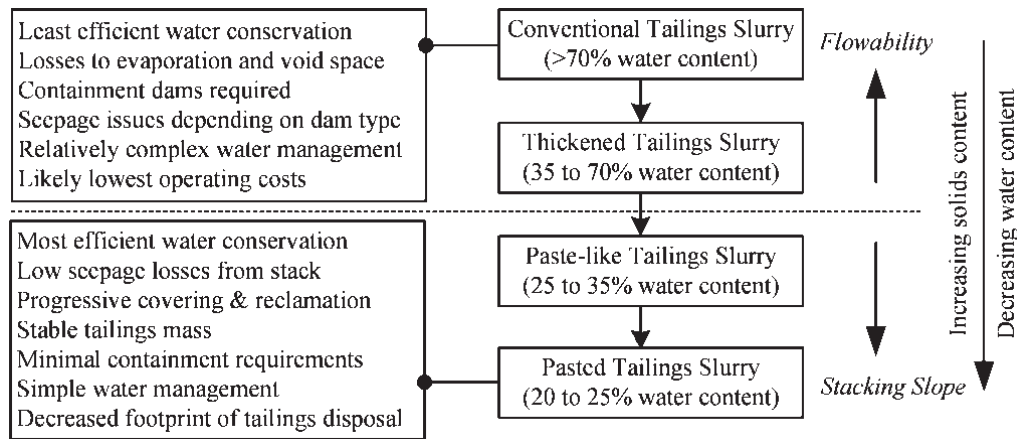 Least efficient water conservation
Losses to evaporation and void space
Containment dams required
Seepage issues depending on dam type
Relatively complex water management
Likely lowest operating costs
Conventional Tailings Slurry
(>70% water content)
Thickened Tailings Slurry
(35 to 70% water content)
Flowability
Most efficient water conservation
Low seepage losses from stack
Progressive covering & reclamation
Stable tailings mass
Minimal containment requirements
Simple water management
Decreased footprint of tailings disposal
Paste-like Tailings Slurry
(25 to 35% water content)
Pasted Tailings Slurry
(20 to 25% water content)
Stacking Slope
Increasing solids content
Decreasing water content